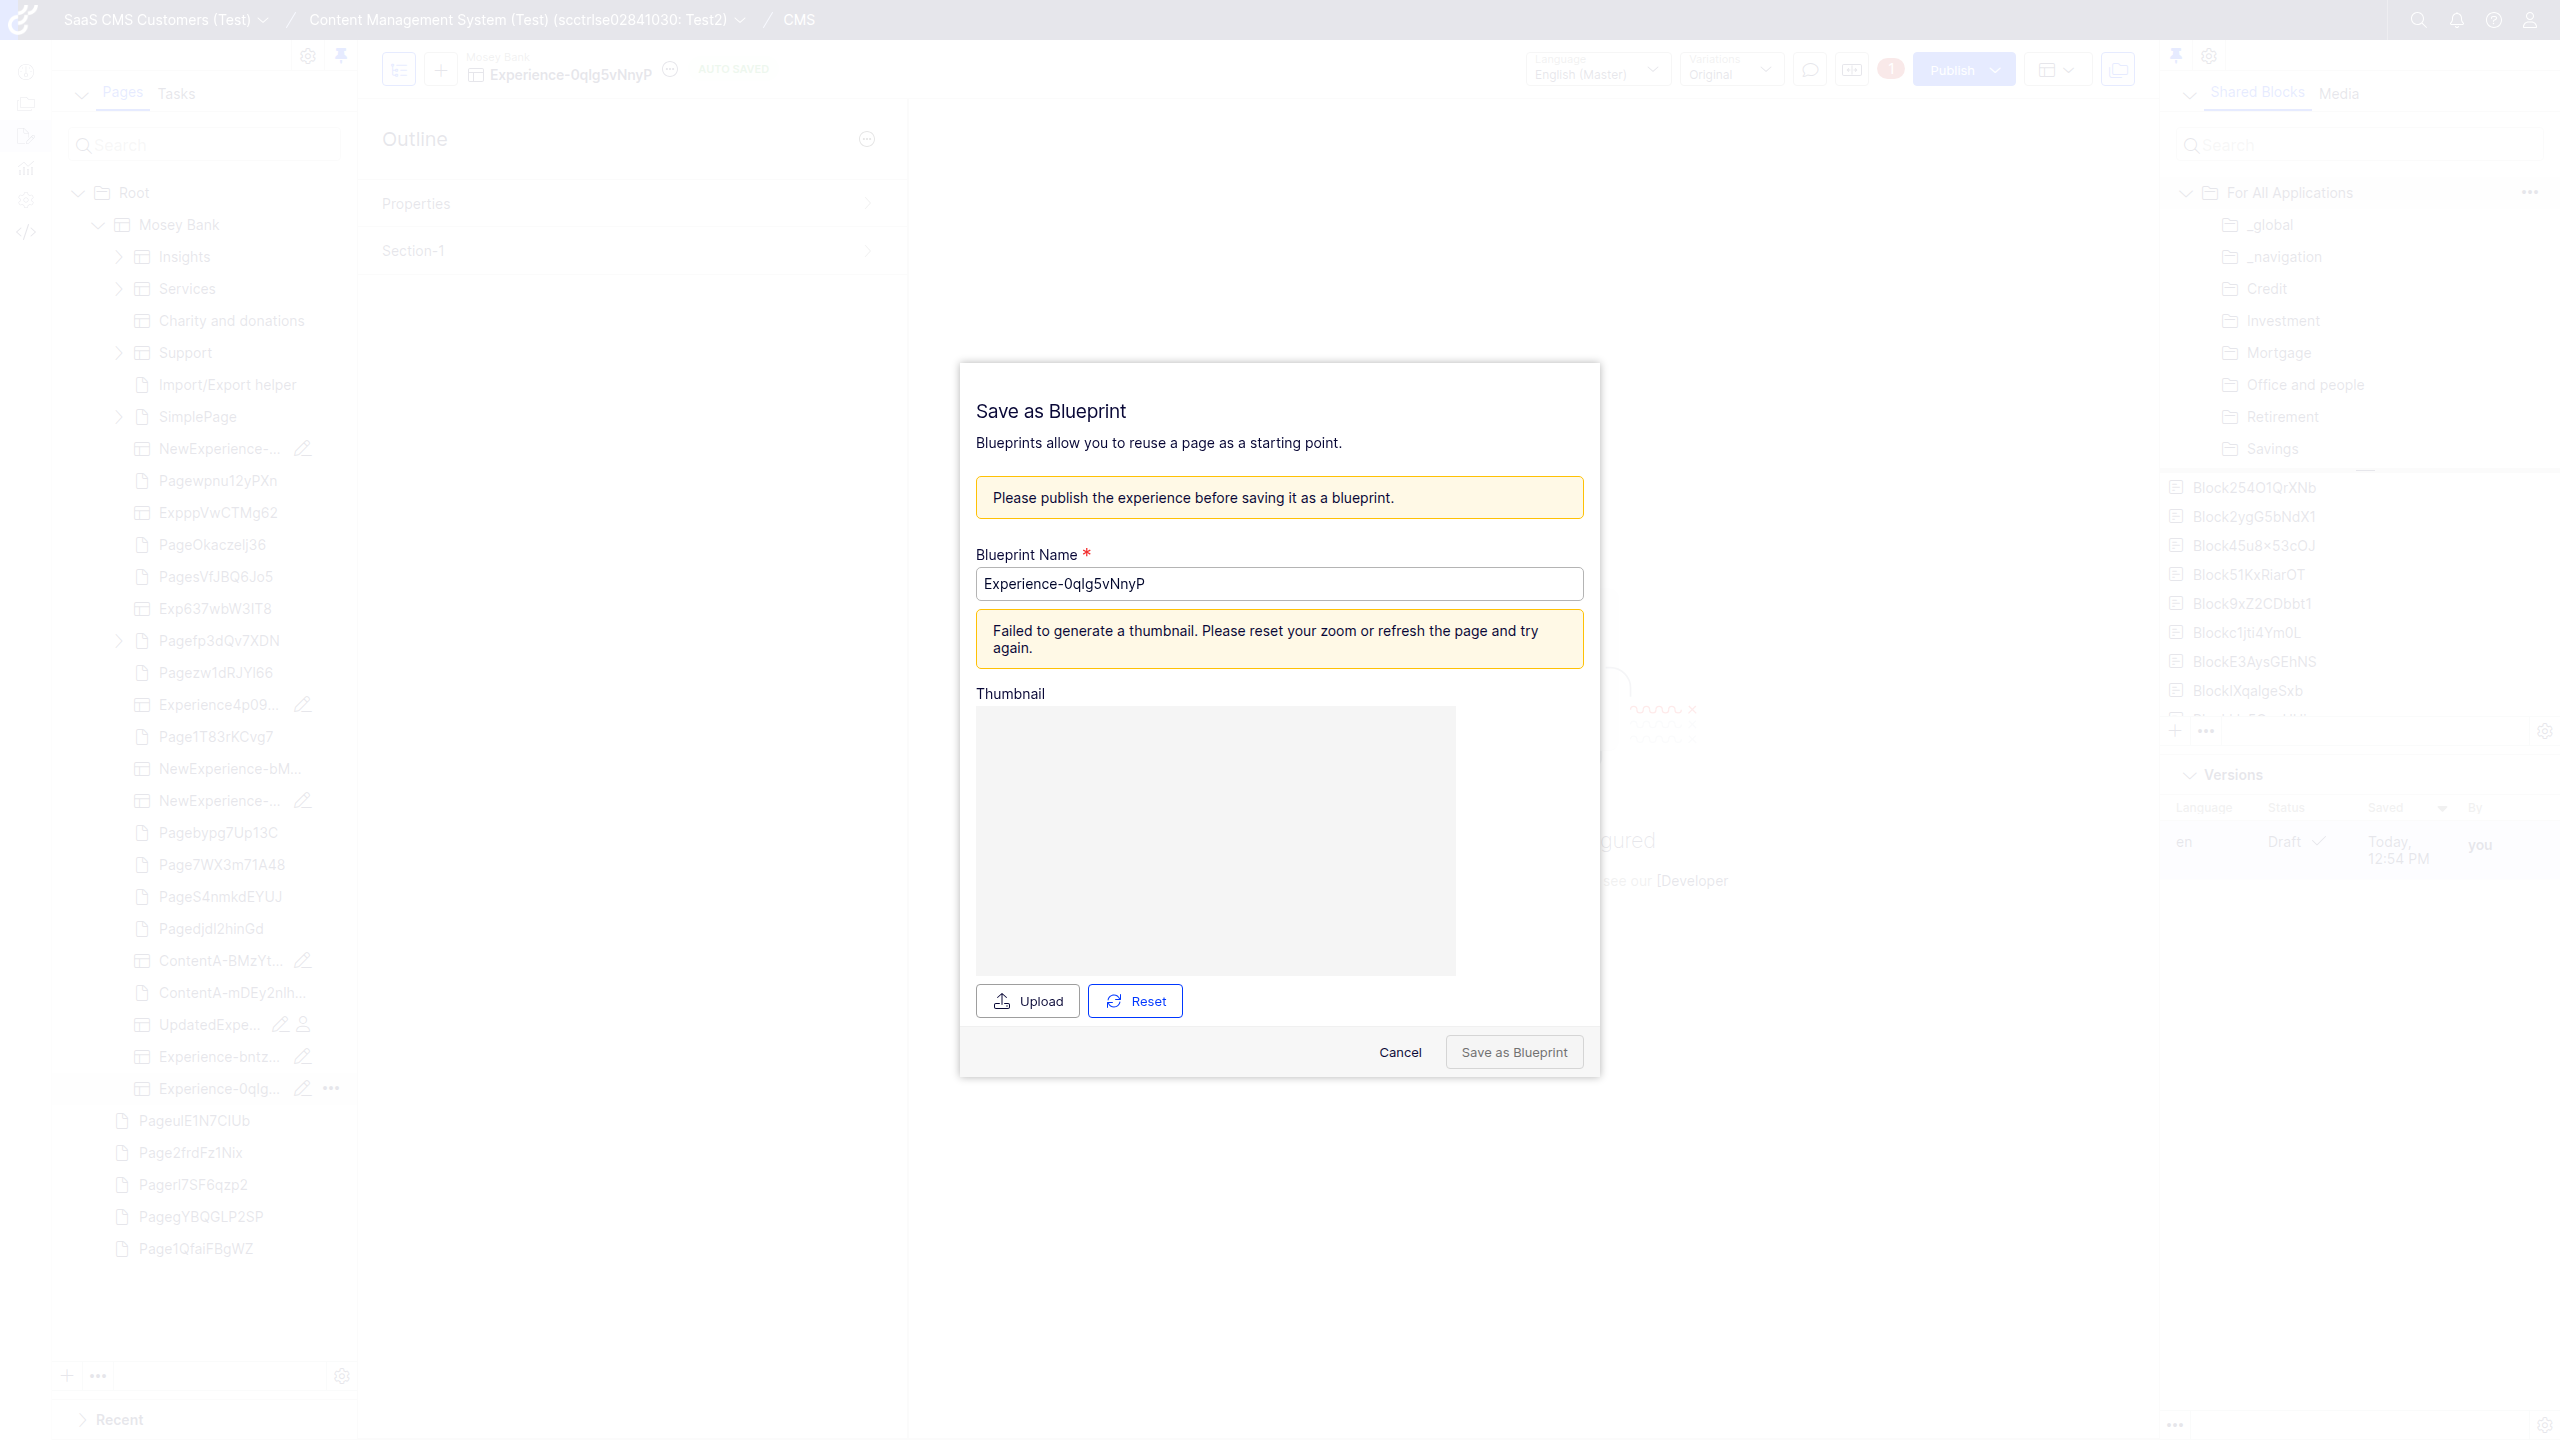 SaaS CMS Customers (Test) / Content Management System (Test) (scctrlse02841030: Test2) / CMS
Pages Tasks
Search
Root
Mosey Bank
Insights
Services
Charity and donations
Support
Import/Export helper
SimplePage
NewExperience-...
Pagewpnu12yPXn
ExpppVwCTMg62
PageOkaczelj36
PagesVfJBQ6Jo5
Exp637wbW3IT8
Pagefp3dQv7XDN
Pagezw1dRJYl66
Experience4p09...
Page1T83rKCvg7
NewExperience-bM...
NewExperience-...
Pagebypg7Up13C
Page7WX3m71A48
PageS4nmkdEYUJ
Pagedjdl2hinGd
ContentA-BMzYt...
ContentA-mDEy2nlh...
UpdatedExpe...
Experience-bntz...
Experience-0qlg...
PageulE1N7CIUb
Page2frdFz1Nix
Pagerl7SF6qzp2
PagegYBQGLP2SP
Page1QfaiFBgWZ
Recent
Mosey Bank
Experience-0qlg5vNnyP
AUTO SAVED
Language
English (Master)
Variations
Original
1
Publish
Outline
Properties
Section-1
Save as Blueprint
Blueprints allow you to reuse a page as a starting point.
Please publish the experience before saving it as a blueprint.
Blueprint Name *
Experience-0qlg5vNnyP
Failed to generate a thumbnail. Please reset your zoom or refresh the page and try
again.
Thumbnail
Upload Reset
Cancel Save as Blueprint
gured
see our [Developer
Shared Blocks Media
Search
For All Applications
_global
_navigation
Credit
Investment
Mortgage
Office and people
Retirement
Savings
Block254O1QrXNb
Block2ygG5bNdX1
Block45u8x53cOJ
Block51KxRiarOT
Block9xZ2CDbbt1
Blockc1jti4Ym0L
BlockE3AysGEhNS
BlockIXqalgeSxb
Versions
Language Status Saved By
en Draft Today, you
12:54 PM